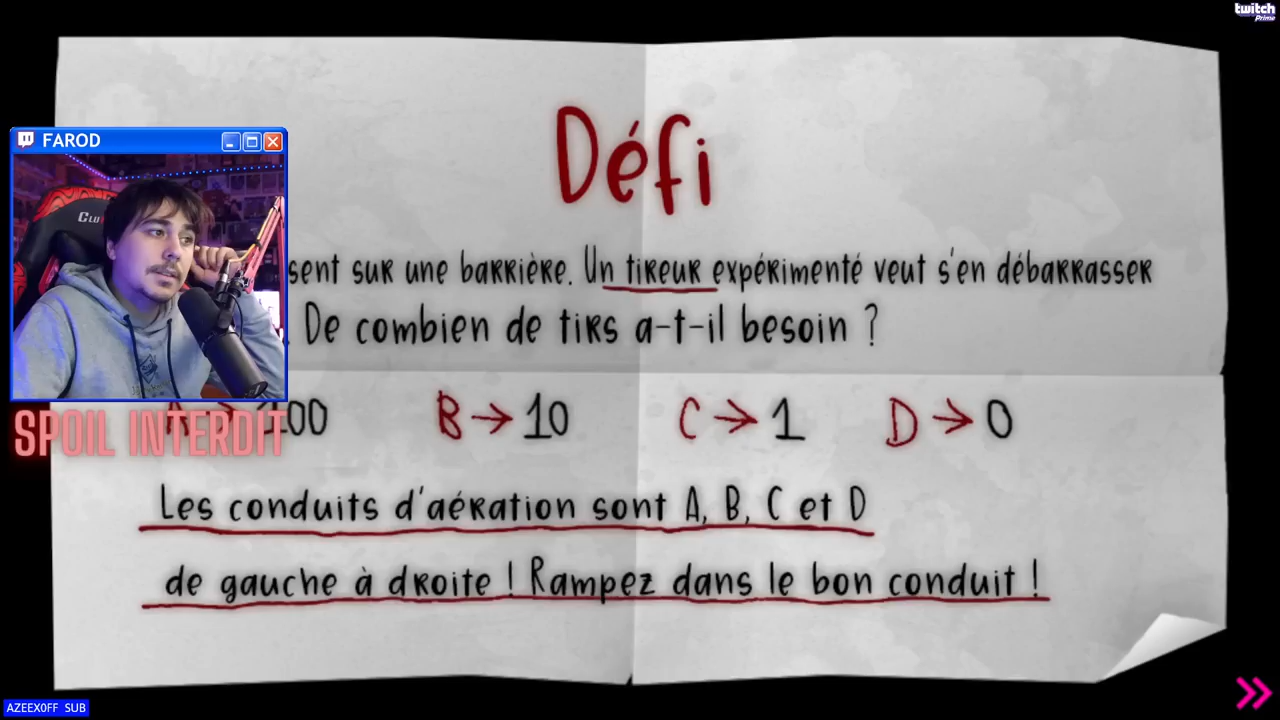 twitch
Prime
Défi
FAROD
sent sur une barrière. Un tireur expérimenté veut s'en débarrasser
. De combien de tirs a-t-il besoin ?
A → 100 B → 10 C → 1 D → 0
SPOIL INTERDIT
Les conduits d'aération sont A, B, C et D
de gauche à droite ! Rampez dans le bon conduit !
AZEEXOFF SUB